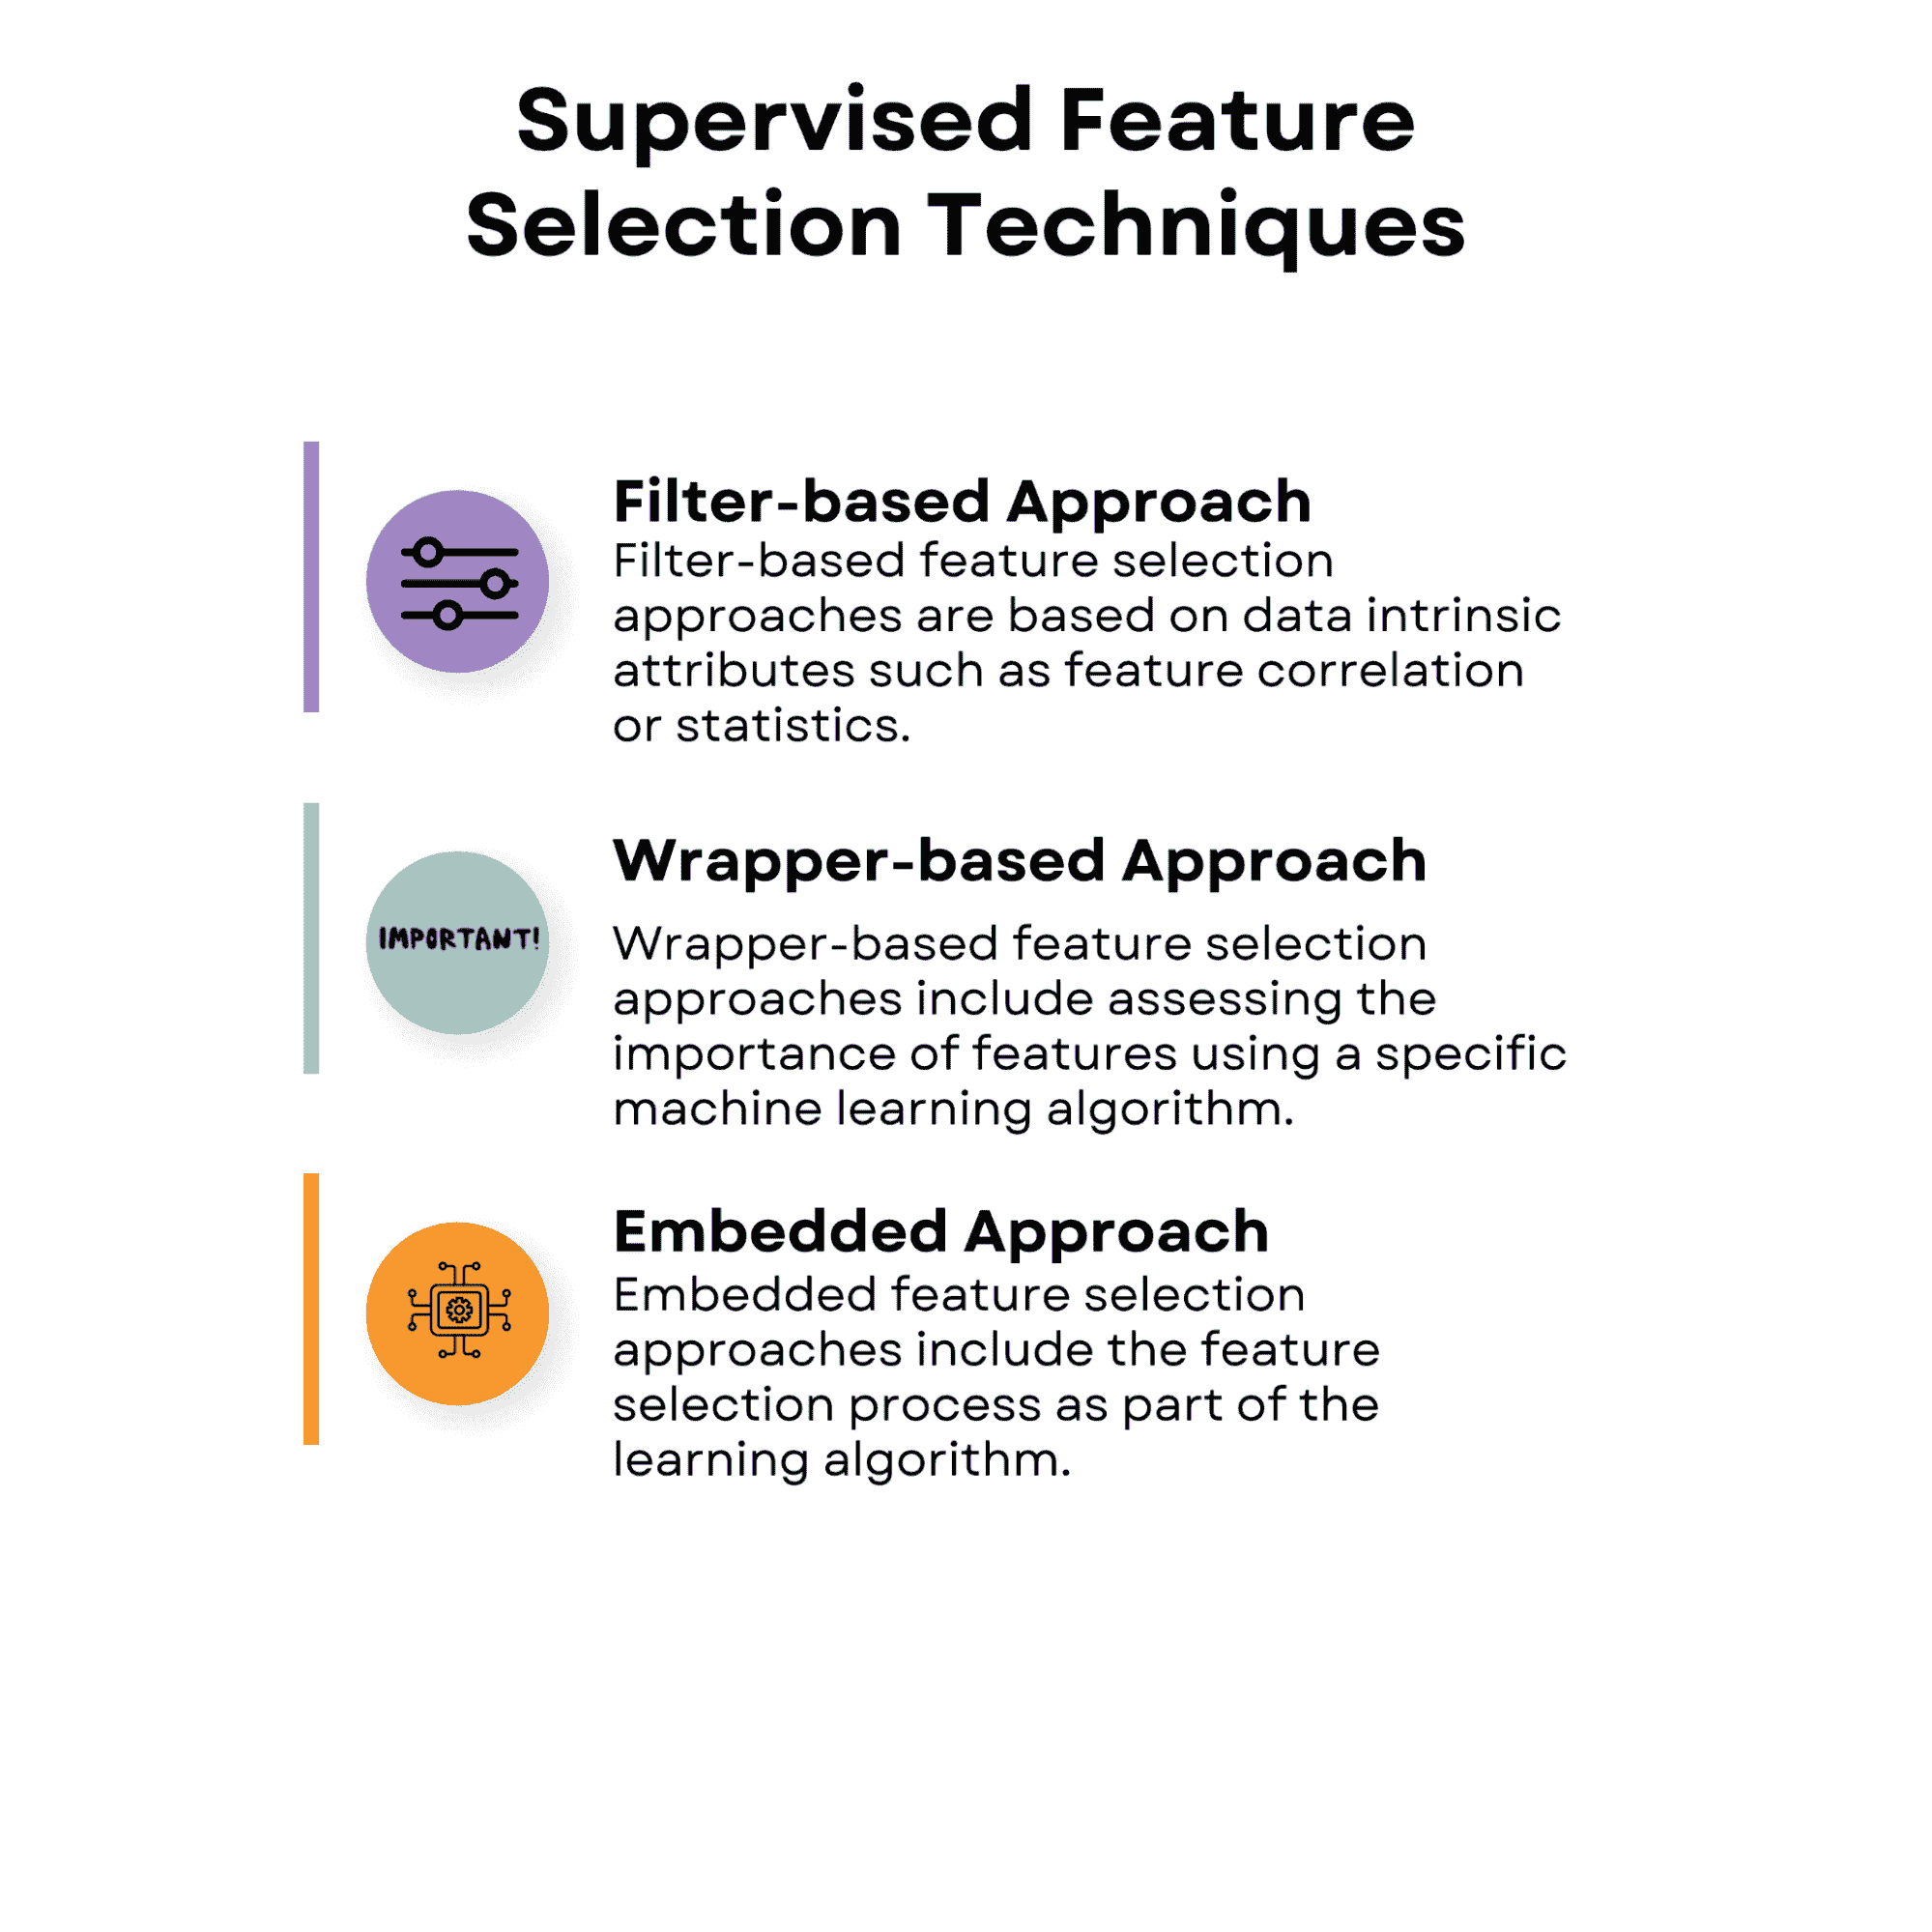 Supervised Feature
Selection Techniques
Filter-based Approach
Filter-based feature selection
approaches are based on data intrinsic
attributes such as feature correlation
or statistics.
IMPORTANT!
Wrapper-based Approach
Wrapper-based feature selection
approaches include assessing the
importance of features using a specific
machine learning algorithm.
Embedded Approach
Embedded feature selection
approaches include the feature
selection process as part of the
learning algorithm.